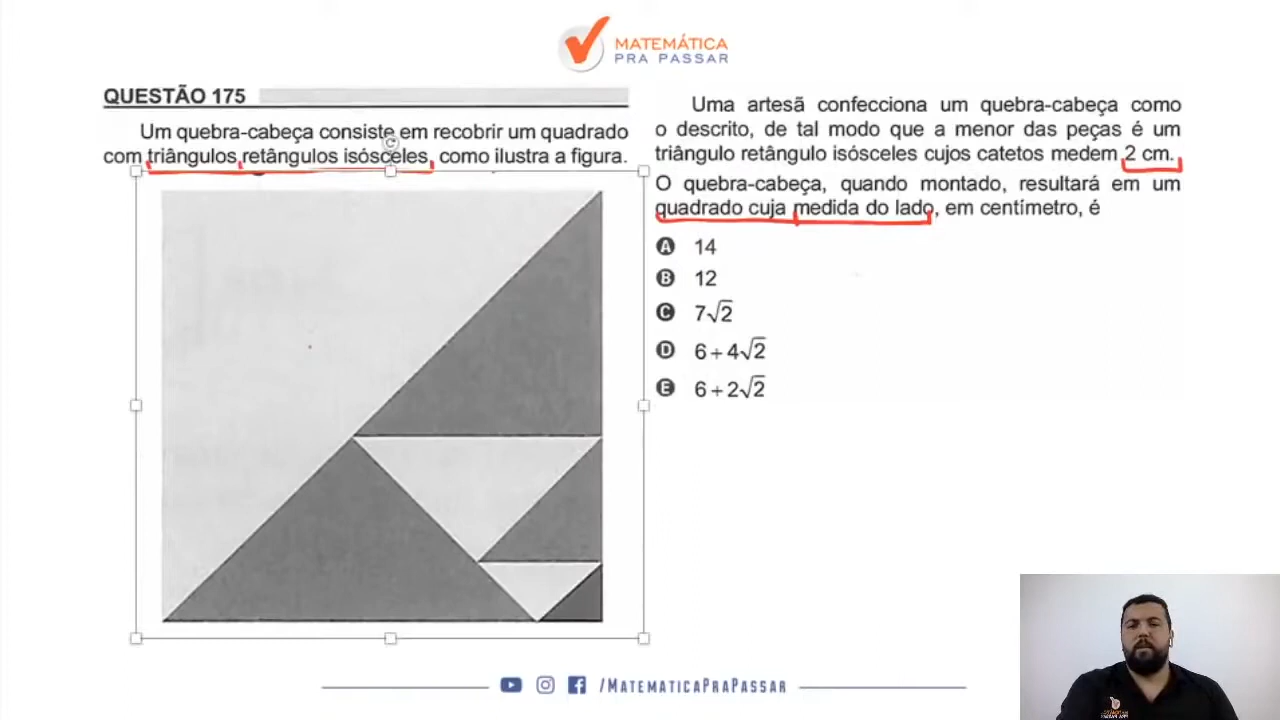 MATEMÁTICA
PRA PASSAR
QUESTÃO 175
Um quebra-cabeça consiste em recobrir um quadrado
com triângulos retângulos isósceles, como ilustra a figura.
Uma artesã confecciona um quebra-cabeça como
o descrito, de tal modo que a menor das peças é um
triângulo retângulo isósceles cujos catetos medem 2 cm.
O quebra-cabeça, quando montado, resultará em um
quadrado cuja medida do lado, em centímetro, é
A 14
B 12
C 7√2
D 6 + 4√2
E 6 + 2√2
/MATEMATICAPRAPASSAR